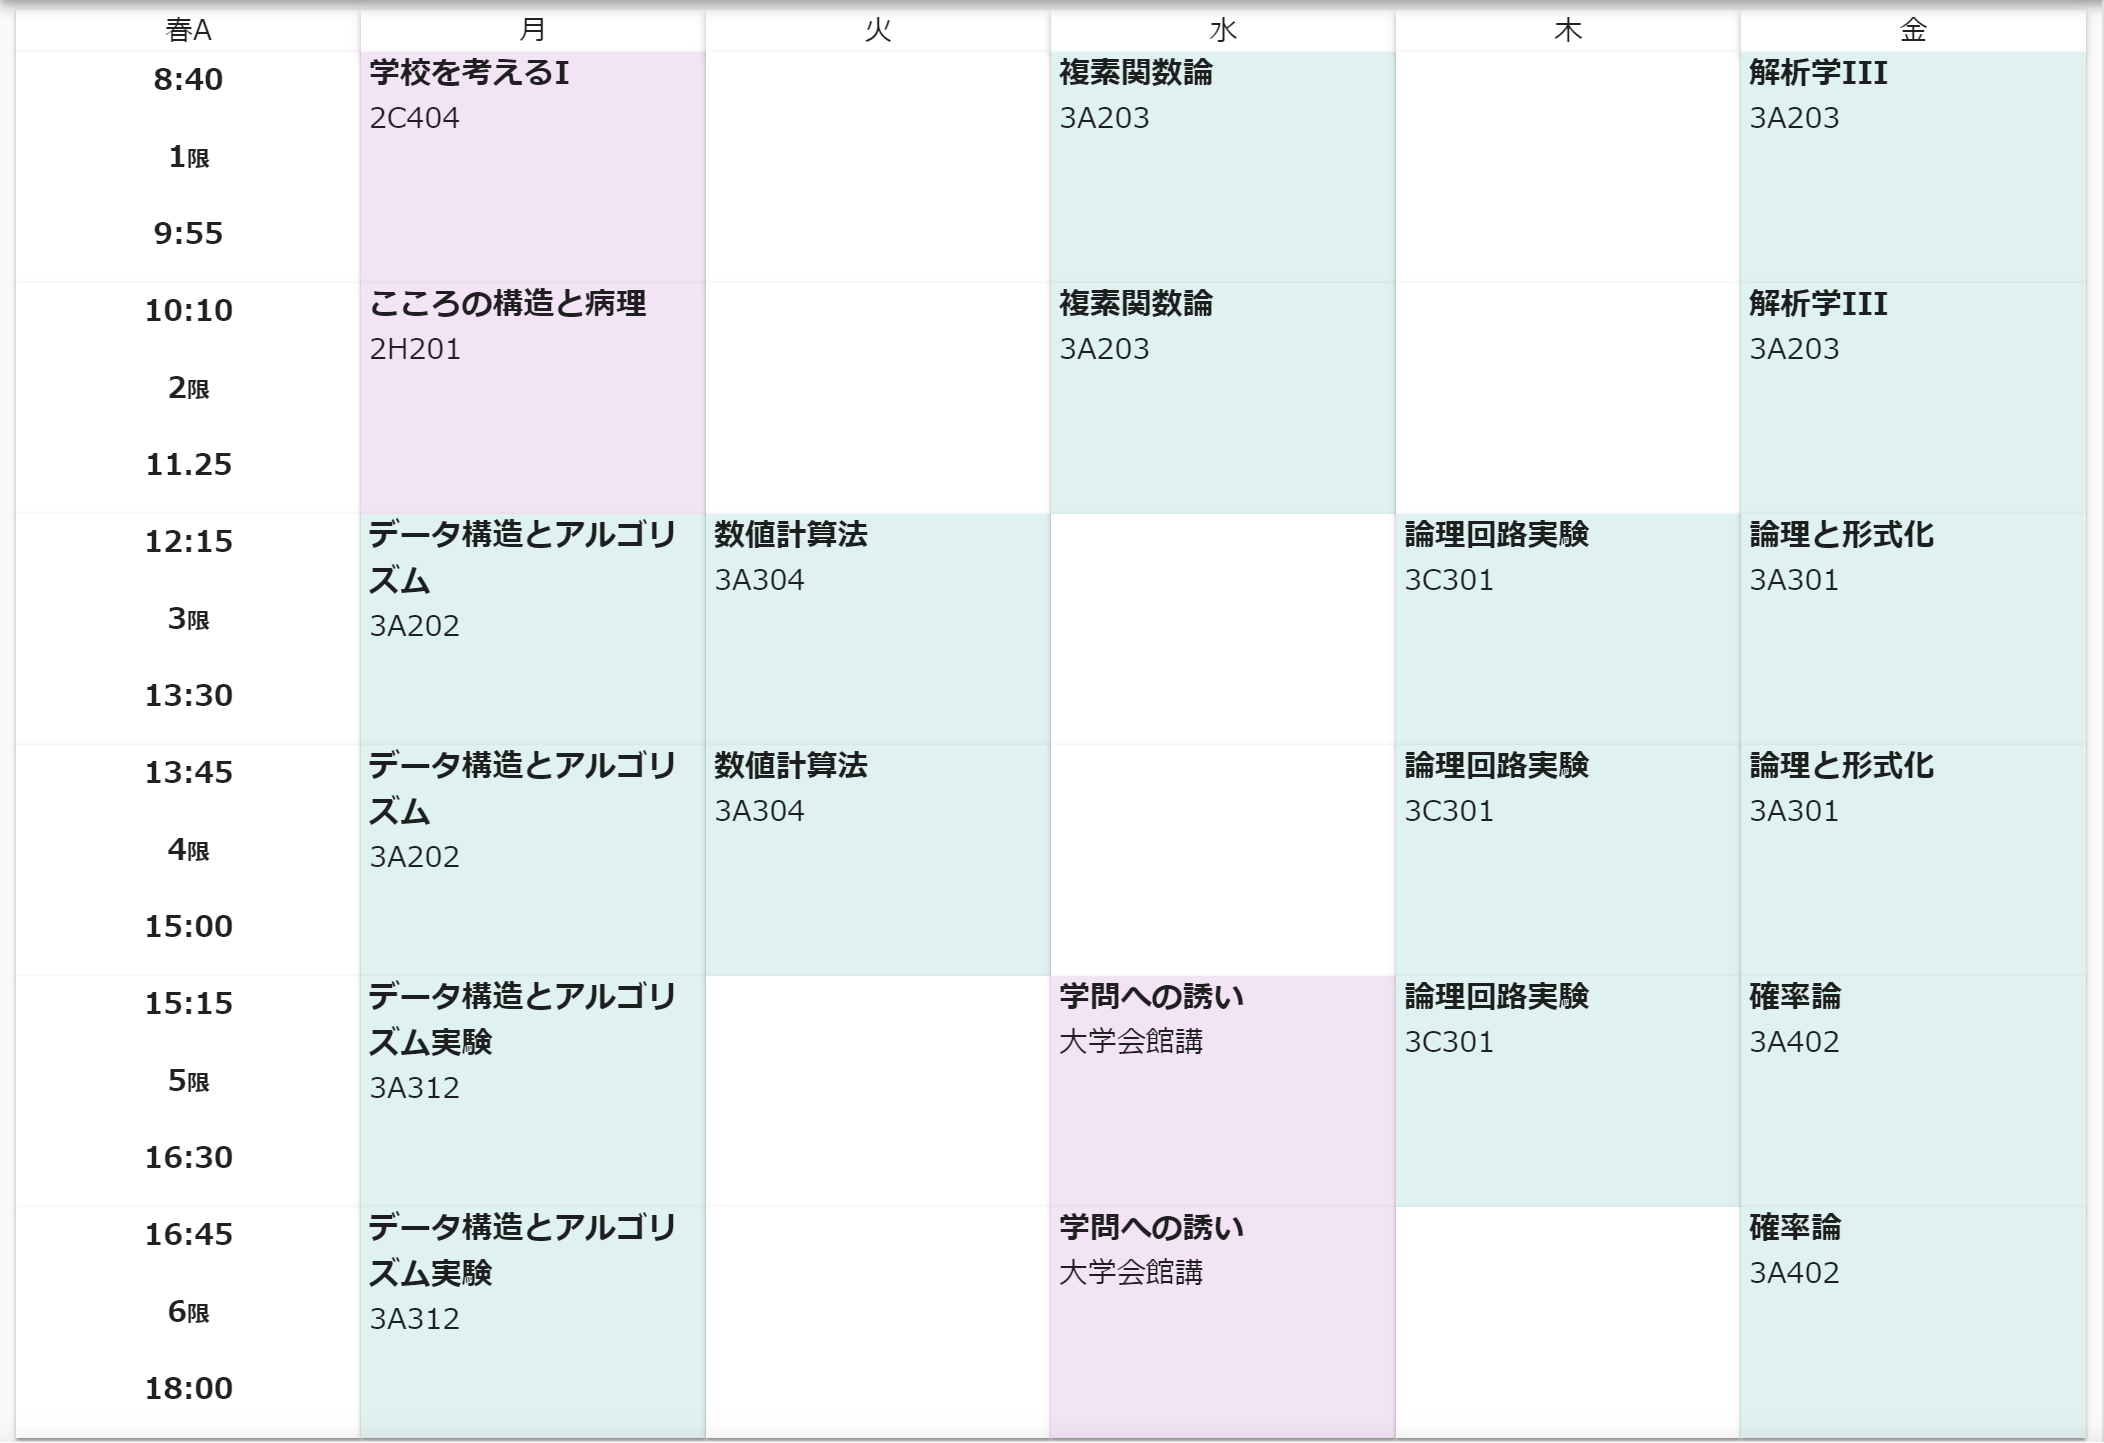 春A 月 火 水 木 金
8:40
1限
9:55
学校を考えるI
2C404
複素関数論
3A203
解析学III
3A203
10:10
2限
11.25
こころの構造と病理
2H201
複素関数論
3A203
解析学III
3A203
12:15
3限
13:30
データ構造とアルゴリ
ズム
3A202
数値計算法
3A304
論理回路実験
3C301
論理と形式化
3A301
13:45
4限
15:00
データ構造とアルゴリ
ズム
3A202
数値計算法
3A304
論理回路実験
3C301
論理と形式化
3A301
15:15
5限
16:30
データ構造とアルゴリ
ズム実験
3A312
学問への誘い
大学会館講
論理回路実験
3C301
確率論
3A402
16:45
6限
18:00
データ構造とアルゴリ
ズム実験
3A312
学問への誘い
大学会館講
確率論
3A402